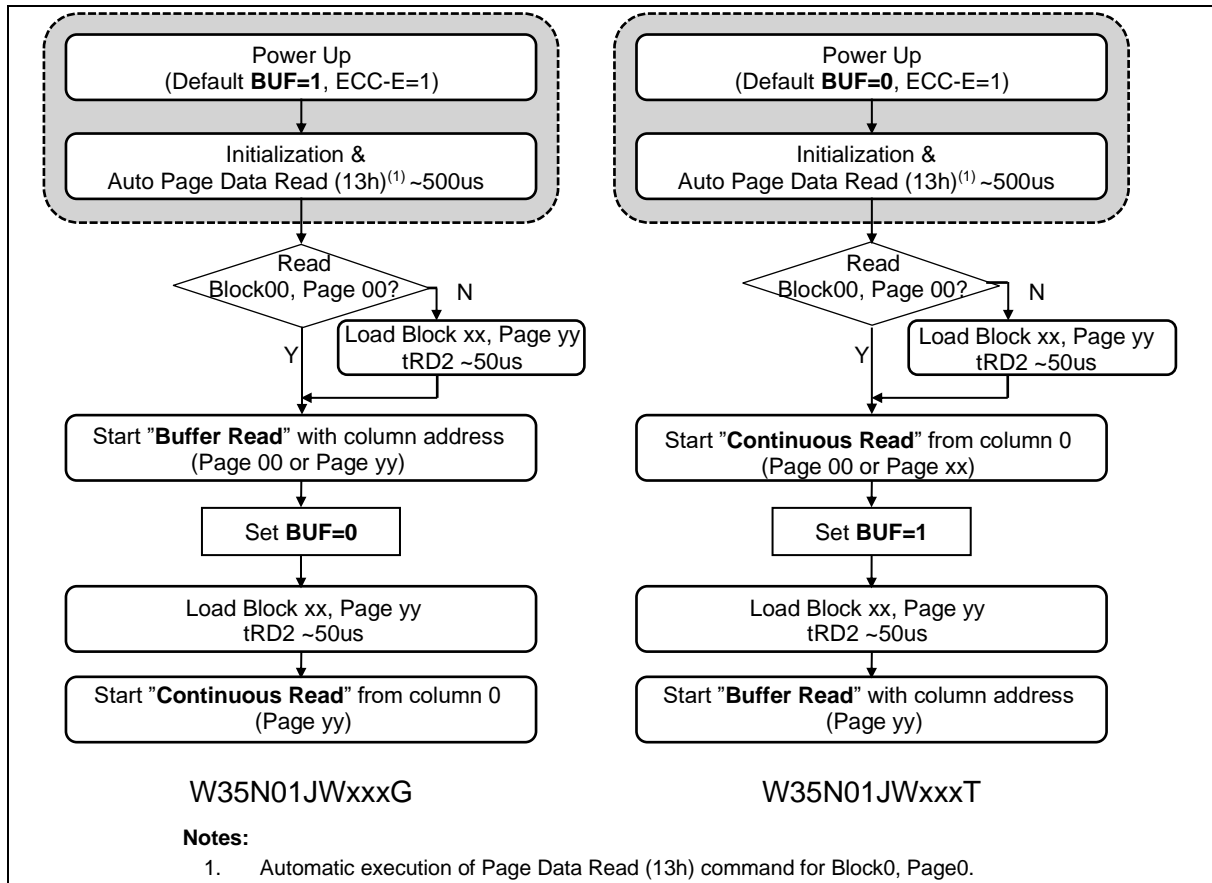 Power Up
(Default BUF=1, ECC-E=1)
Initialization &
Auto Page Data Read (13h)(1) ~500us
Read
Block00, Page 00?
N
Y
Load Block xx, Page yy
tRD2 ~50us
Start ”Buffer Read” with column address
(Page 00 or Page yy)
Set BUF=0
Load Block xx, Page yy
tRD2 ~50us
Start ”Continuous Read” from column 0
(Page yy)
W35N01JWxxxG
Power Up
(Default BUF=0, ECC-E=1)
Initialization &
Auto Page Data Read (13h)(1) ~500us
Read
Block00, Page 00?
N
Y
Load Block xx, Page yy
tRD2 ~50us
Start ”Continuous Read” from column 0
(Page 00 or Page xx)
Set BUF=1
Load Block xx, Page yy
tRD2 ~50us
Start ”Buffer Read” with column address
(Page yy)
W35N01JWxxxT
Notes:
1. Automatic execution of Page Data Read (13h) command for Block0, Page0.